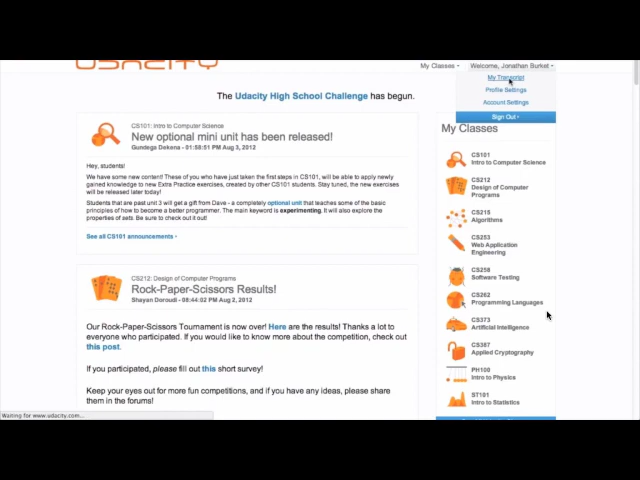 UDACITY
My Classes
Welcome, Jonathan Burket
My Transcript
Profile Settings
Account Settings
Sign Out ›
The Udacity High School Challenge has begun.
CS101: Intro to Computer Science
New optional mini unit has been released!
Gundega Dekena - 01:58:51 PM Aug 3, 2012
Hey, students!
We have some new content! These of you who have just taken the first steps in CS101, will be able to apply newly
gained knowledge to new Extra Practice exercises, created by other CS101 students. Stay tuned, the new exercises
will be released later today!
Students that are past unit 3 will get a gift from Dave - a completely optional unit that teaches some of the basic
principles of how to become a better programmer. The main keyword is experimenting. It will also explore the
properties of sets. Be sure to check it out!
See all CS101 announcements ›
CS212: Design of Computer Programs
Rock-Paper-Scissors Results!
Shayan Doroudi - 08:44:02 PM Aug 2, 2012
Our Rock-Paper-Scissors Tournament is now over! Here are the results! Thanks a lot to
everyone who participated. If you would like to know more about the competition, check out
this post.
If you participated, please fill out this short survey!
Keep your eyes out for more fun competitions, and if you have any ideas, please share
them in the forums!
My Classes
CS101
Intro to Computer Science
CS212
Design of Computer
Programs
CS215
Algorithms
CS253
Web Application
Engineering
CS258
Software Testing
CS262
Programming Languages
CS373
Artificial Intelligence
CS387
Applied Cryptography
PH100
Intro to Physics
ST101
Intro to Statistics
Waiting for www.udacity.com...